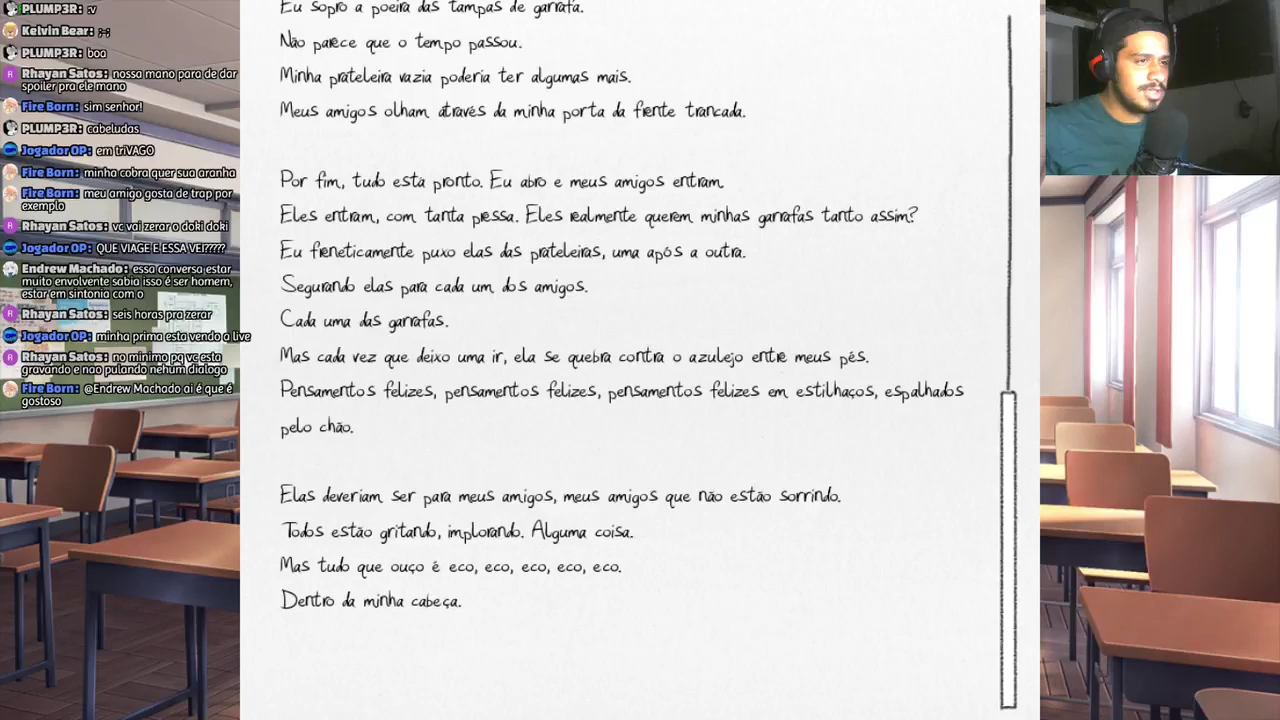 PLUMP3R: :v
Kelvin Bear: ;-;
PLUMP3R: boa
Rhayan Satos: nossa mano para de dar
spoiler pra ele mano
Fire Born: sim senhor!
PLUMP3R: cabeludas
Jogador OP: em triVAGO
Fire Born: minha cobra quer sua aranha
Fire Born: meu amigo gosta de trap por
exemplo
Rhayan Satos: vc vai zerar o doki doki
Jogador OP: QUE VIAGE E ESSA VEI?????
Endrew Machado: essa conversa estar
muito envolvente sabia isso é ser homem,
estar em sintonia com o
Rhayan Satos: seis horas pra zerar
Jogador OP: minha prima esta vendo a live
Rhayan Satos: no minimo pq vc esta
gravando e nao pulando nehum dialogo
Fire Born: @Endrew Machado ai é que é
gostoso
Eu sopro a poeira das tampas de garrafa.
Não parece que o tempo passou.
Minha prateleira vazia poderia ter algumas mais.
Meus amigos olham através da minha porta da frente trancada.
Por fim, tudo está pronto. Eu abro e meus amigos entram.
Eles entram, com tanta pressa. Eles realmente querem minhas garrafas tanto assim?
Eu freneticamente puxo elas das prateleiras, uma após a outra.
Segurando elas para cada um dos amigos.
Cada uma das garrafas.
Mas cada vez que deixo uma ir, ela se quebra contra o azulejo entre meus pés.
Pensamentos felizes, pensamentos felizes, pensamentos felizes em estilhaços, espalhados
pelo chão.
Elas deveriam ser para meus amigos, meus amigos que não estão sorrindo.
Todos estão gritando, implorando. Alguma coisa.
Mas tudo que ouço é eco, eco, eco, eco, eco.
Dentro da minha cabeça.